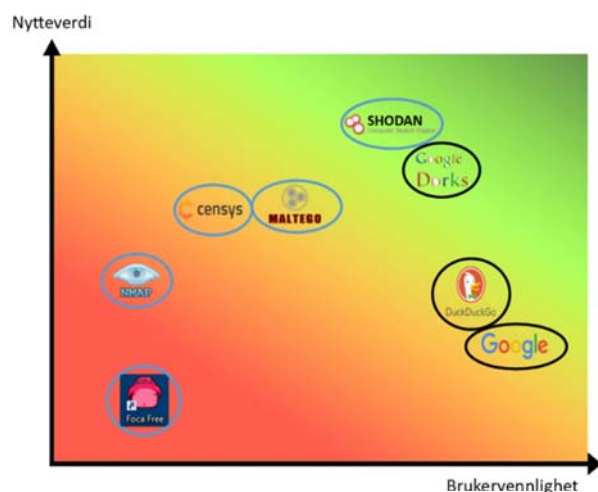 Nytteverdi
SHODAN
Computer Search Engine
Google
Dorks
censys
MALTEGO
NMAP
DuckDuckGo
Google
Foca Free
Brukervennlighet